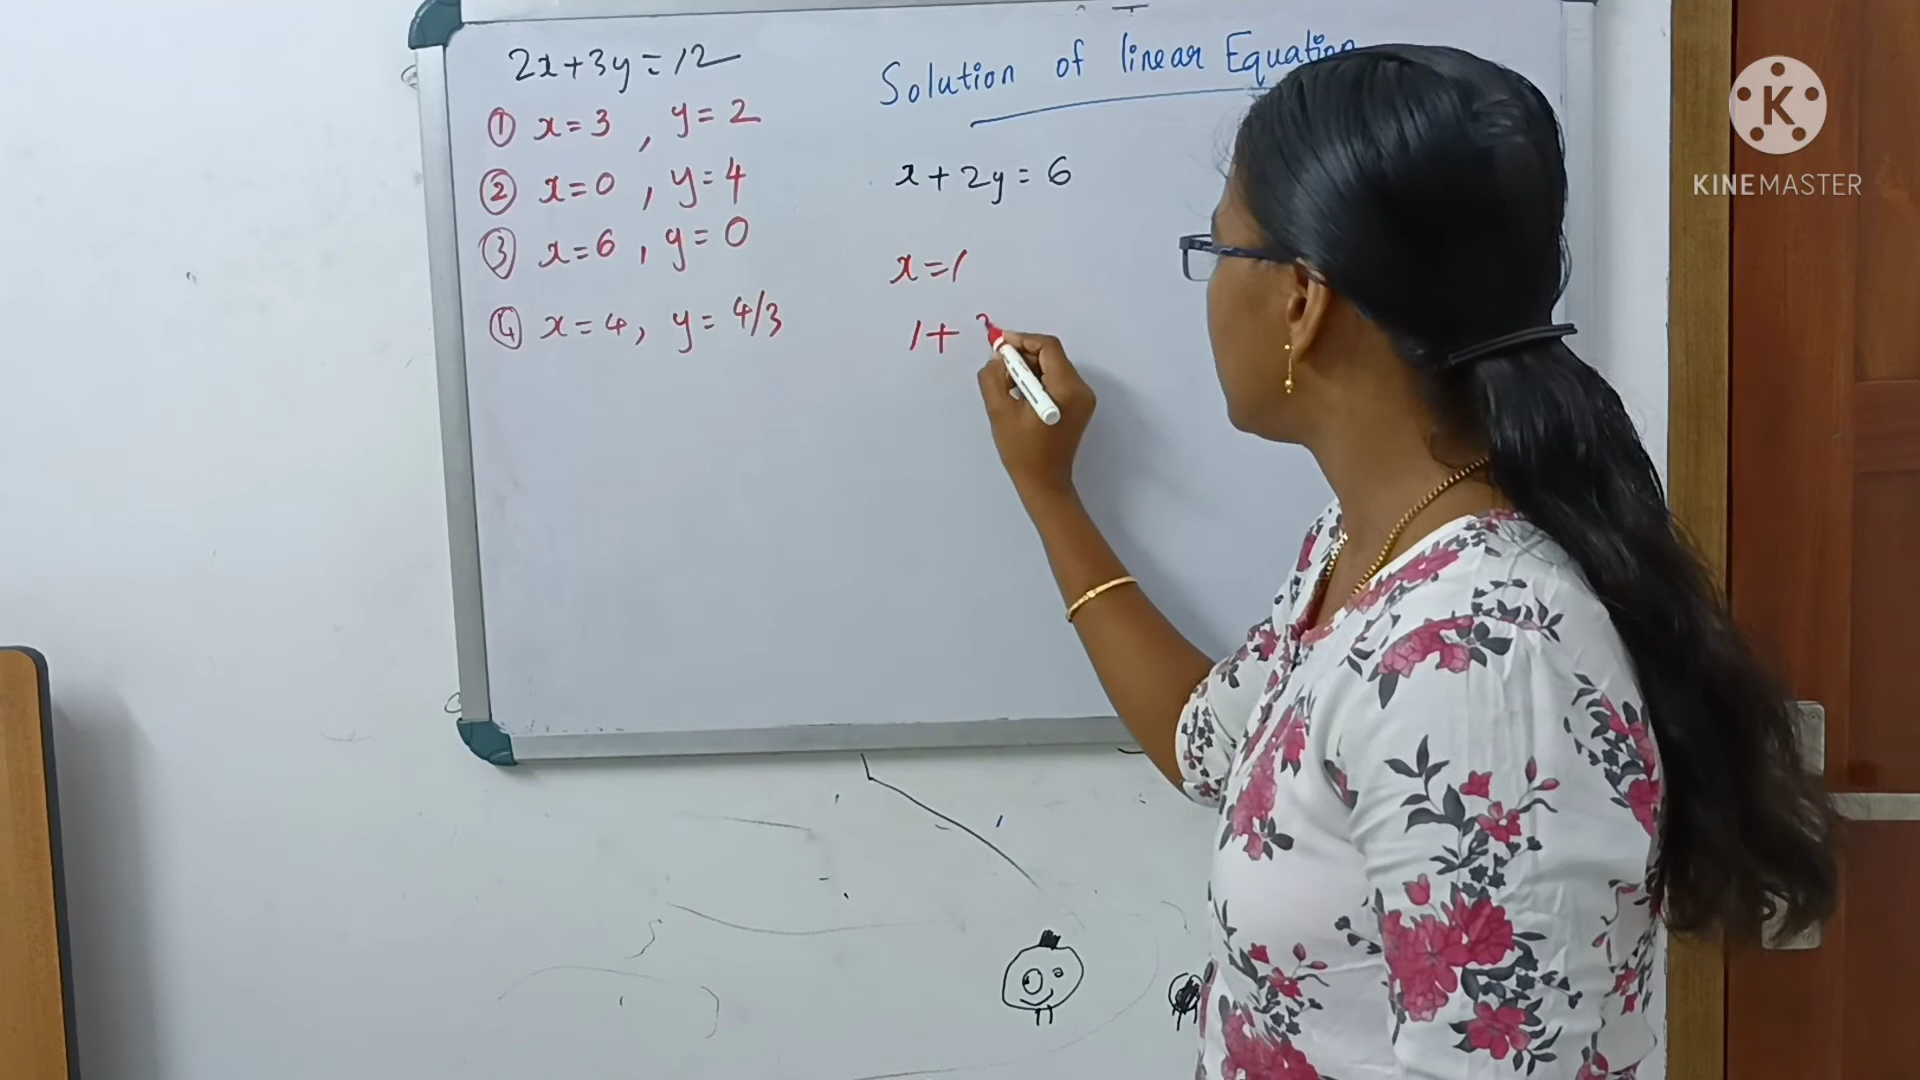 2x+3y=12
① x=3 , y=2
② x=0 , y=4
③ x=6 , y=0
④ x=4, y=4/3
Solution of linear Equation
x+2y=6
x=1
1+
KINEMASTER